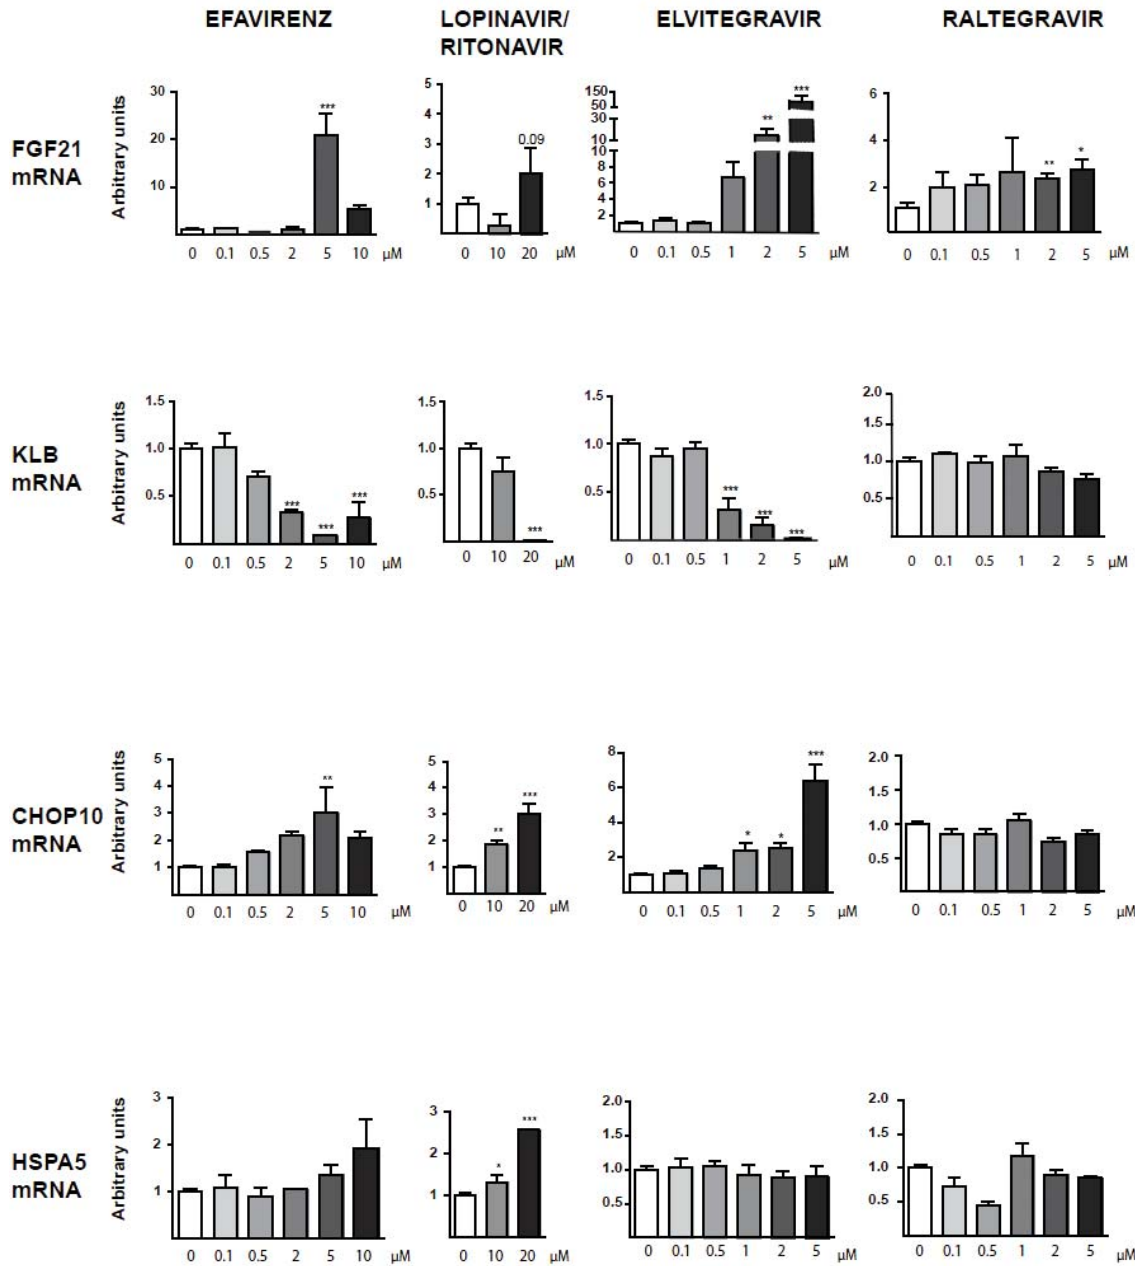 EFAVIRENZ
LOPINAVIR/
RITONAVIR
ELVITEGRAVIR
RALTEGRAVIR
FGF21
mRNA
Arbitrary units
30
20
10
***
0 0.1 0.5 2 5 10 µM
5
4
3
2
1
0.09
0 10 20 µM
150
50
30
10
10
8
6
4
2
**
***
0 0.1 0.5 1 2 5 µM
6
4
2
**
*
0 0.1 0.5 1 2 5 µM
KLB
mRNA
Arbitrary units
1.5
1.0
0.5
***
***
***
0 0.1 0.5 2 5 10 µM
1.5
1.0
0.5
***
0 10 20 µM
1.5
1.0
0.5
***
***
***
0 0.1 0.5 1 2 5 µM
2.0
1.5
1.0
0.5
0 0.1 0.5 1 2 5 µM
CHOP10
mRNA
Arbitrary units
5
4
3
2
1
**
0 0.1 0.5 2 5 10 µM
5
4
3
2
1
**
***
0 10 20 µM
8
6
4
2
*
*
***
0 0.1 0.5 1 2 5 µM
2.0
1.5
1.0
0.5
0 0.1 0.5 1 2 5 µM
HSPA5
mRNA
Arbitrary units
3
2
1
0 0.1 0.5 2 5 10 µM
3
2
1
*
***
0 10 20 µM
2.0
1.5
1.0
0.5
0 0.1 0.5 1 2 5 µM
2.0
1.5
1.0
0.5
0 0.1 0.5 1 2 5 µM